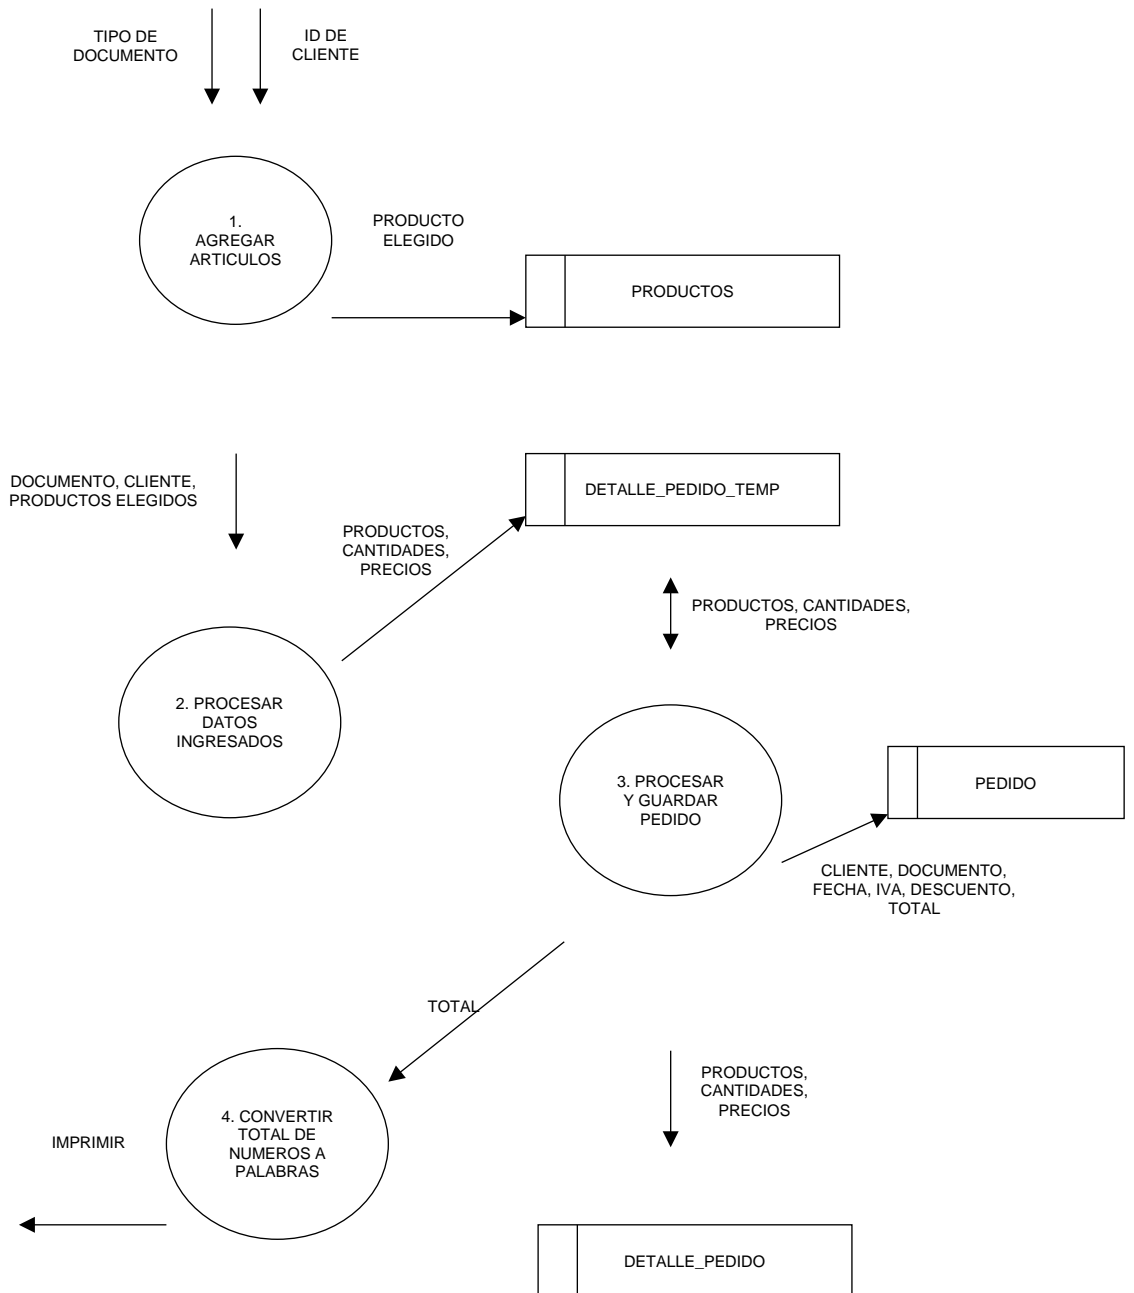 TIPO DE
DOCUMENTO
ID DE
CLIENTE
1.
AGREGAR
ARTICULOS
PRODUCTO
ELEGIDO
PRODUCTOS
DOCUMENTO, CLIENTE,
PRODUCTOS ELEGIDOS
DETALLE_PEDIDO_TEMP
PRODUCTOS,
CANTIDADES,
PRECIOS
PRODUCTOS, CANTIDADES,
PRECIOS
2. PROCESAR
DATOS
INGRESADOS
3. PROCESAR
Y GUARDAR
PEDIDO
PEDIDO
CLIENTE, DOCUMENTO,
FECHA, IVA, DESCUENTO,
TOTAL
TOTAL
PRODUCTOS,
CANTIDADES,
PRECIOS
4. CONVERTIR
TOTAL DE
NUMEROS A
PALABRAS
IMPRIMIR
DETALLE_PEDIDO